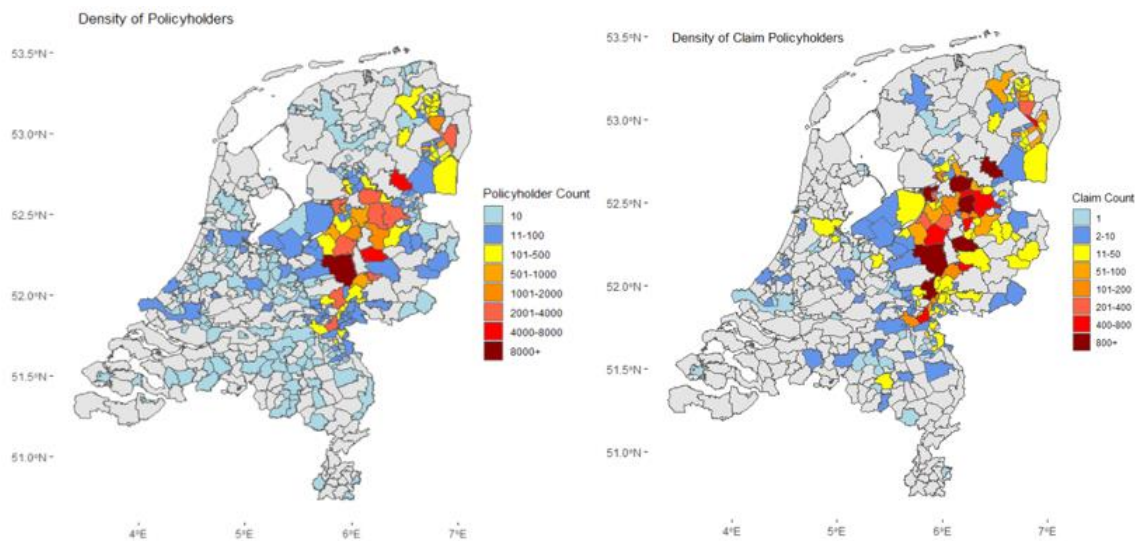 Density of Policyholders
53.5°N
53.0°N
52.5°N
52.0°N
51.5°N
51.0°N
4°E
5°E
6°E
7°E
Policyholder Count
10
11-100
101-500
501-1000
1001-2000
2001-4000
4000-8000
8000+
Density of Claim Policyholders
53.5°N
53.0°N
52.5°N
52.0°N
51.5°N
51.0°N
4°E
5°E
6°E
7°E
Claim Count
1
2-10
11-50
51-100
101-200
201-400
400-800
800+